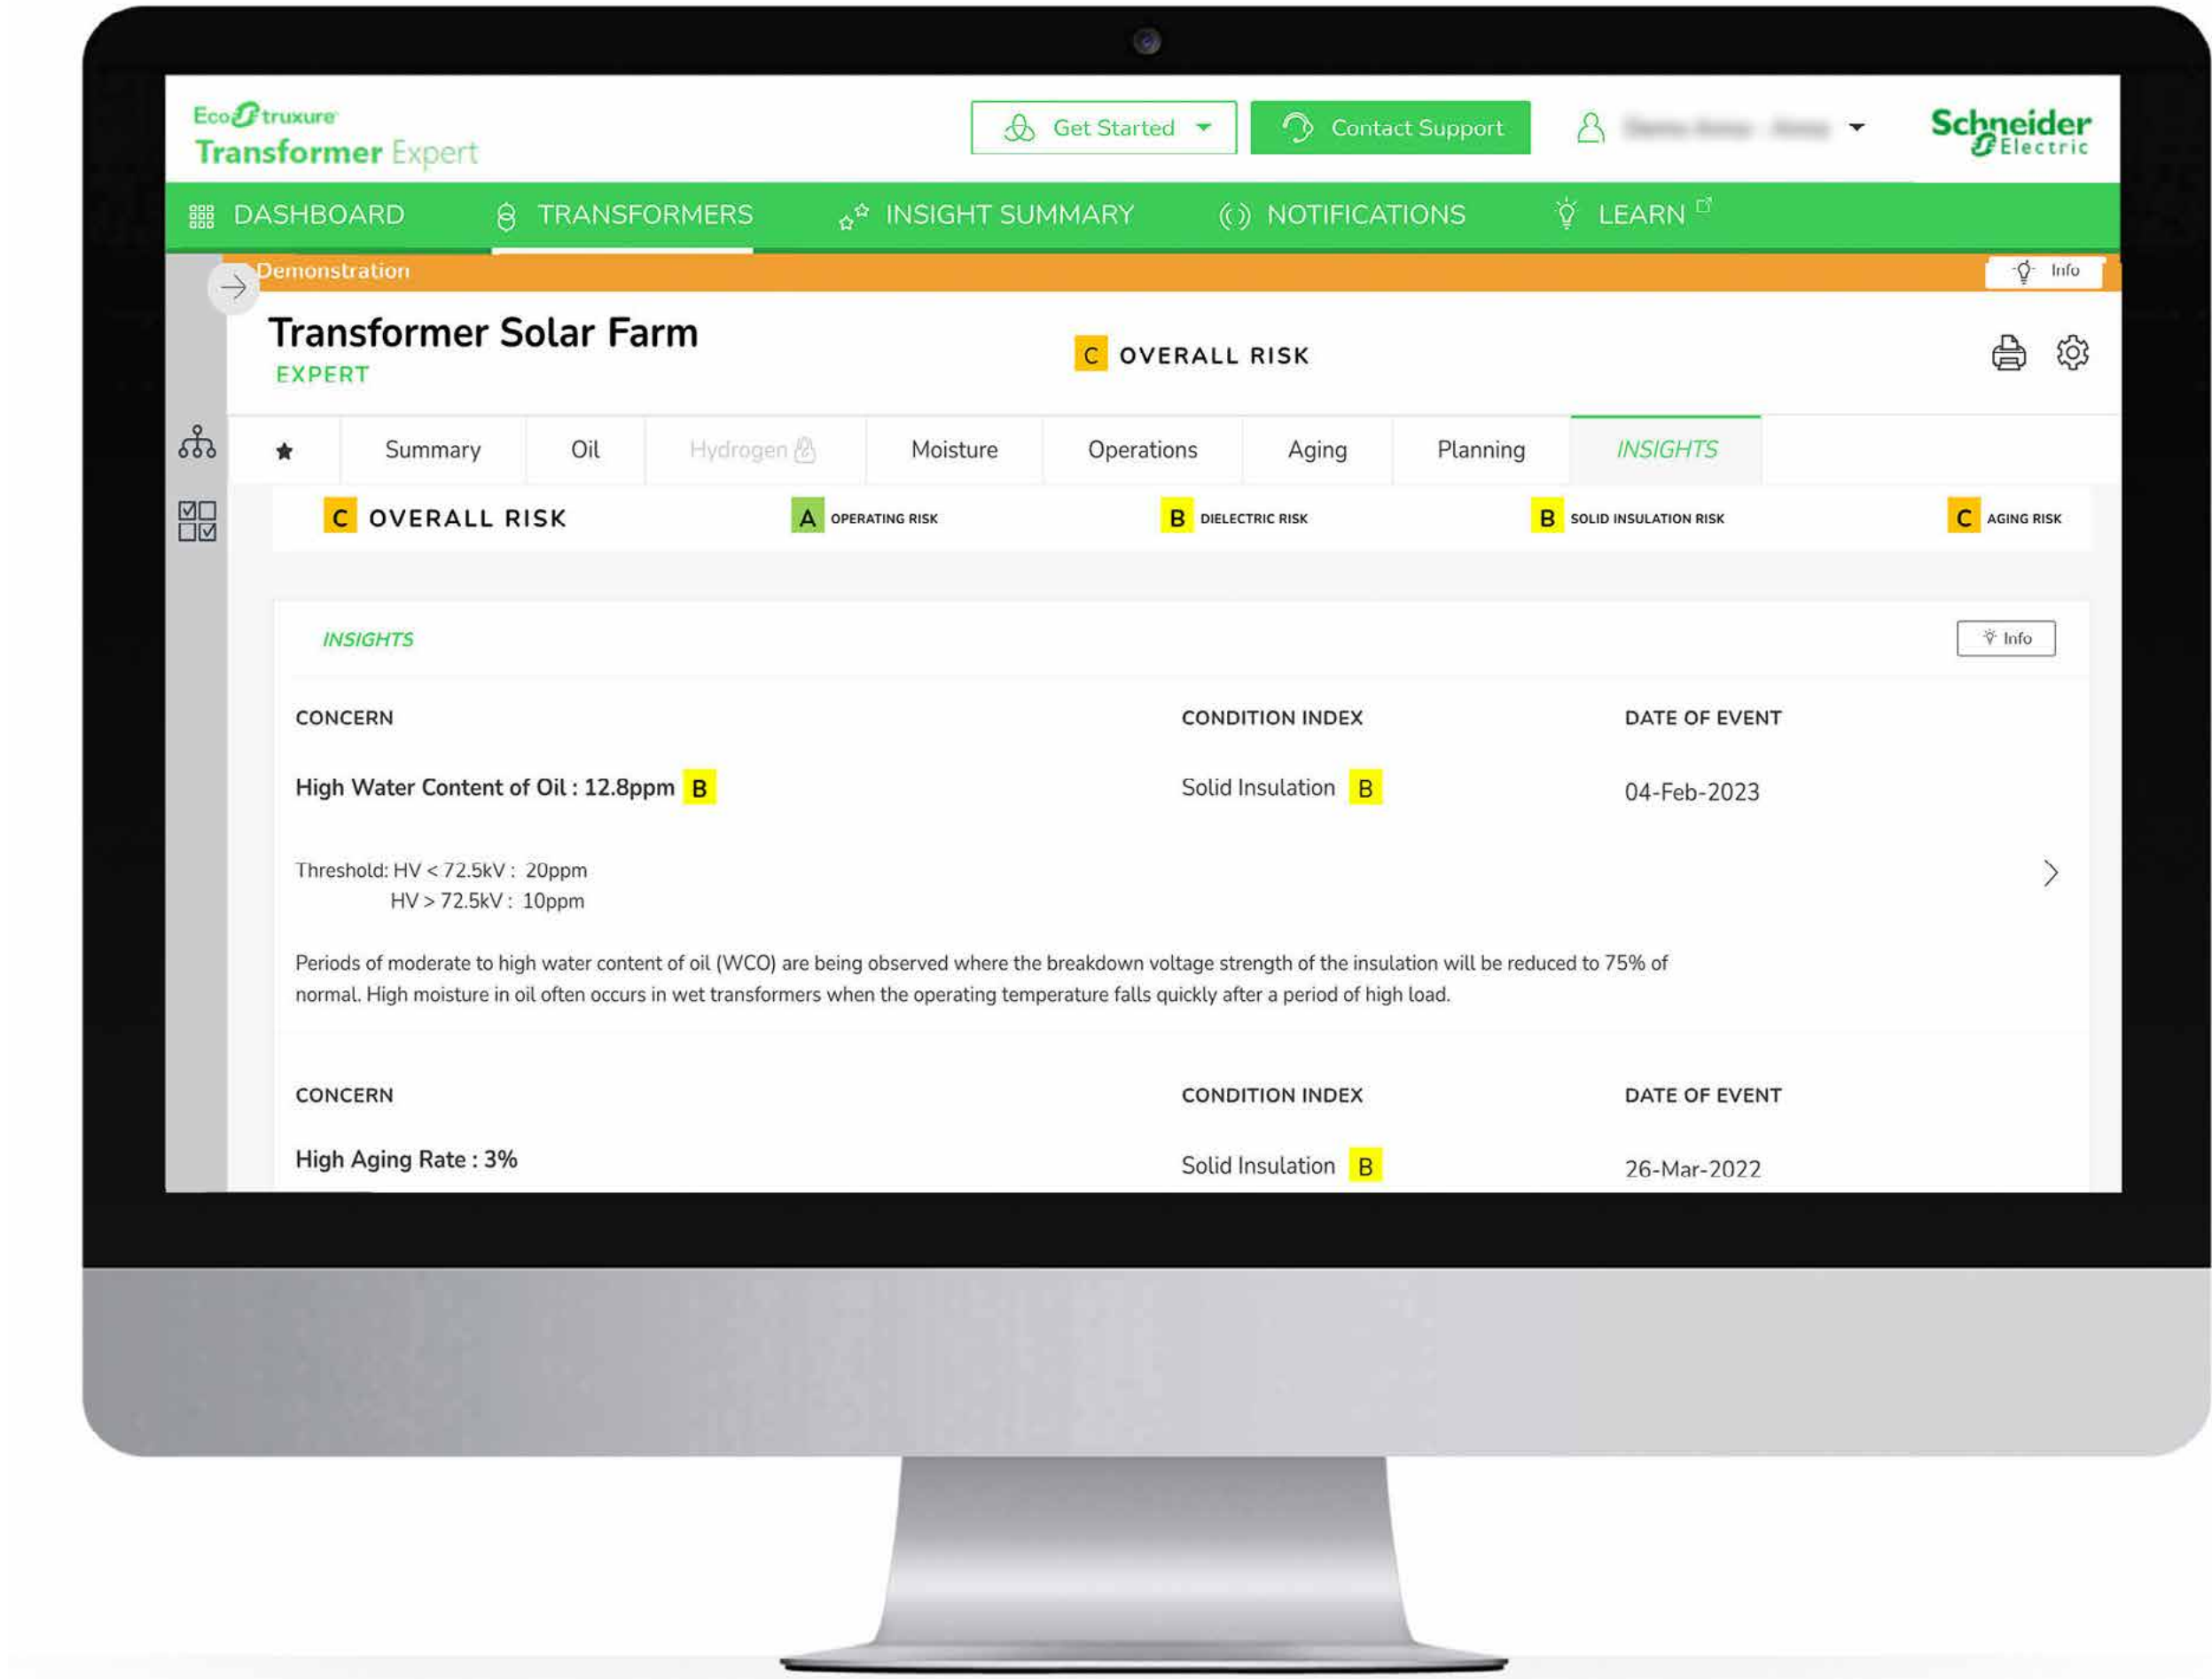 EcoStruxure
Transformer Expert
Get Started
Contact Support
Schneider
Electric
DASHBOARD TRANSFORMERS INSIGHT SUMMARY NOTIFICATIONS LEARN
Demonstration
Info
Transformer Solar Farm
EXPERT
C OVERALL RISK
Summary Oil Hydrogen Moisture Operations Aging Planning INSIGHTS
C OVERALL RISK A OPERATING RISK B DIELECTRIC RISK B SOLID INSULATION RISK C AGING RISK
INSIGHTS
Info
CONCERN CONDITION INDEX DATE OF EVENT
High Water Content of Oil : 12.8ppm B Solid Insulation B 04-Feb-2023
Threshold: HV < 72.5kV : 20ppm
HV > 72.5kV : 10ppm
Periods of moderate to high water content of oil (WCO) are being observed where the breakdown voltage strength of the insulation will be reduced to 75% of
normal. High moisture in oil often occurs in wet transformers when the operating temperature falls quickly after a period of high load.
CONCERN CONDITION INDEX DATE OF EVENT
High Aging Rate : 3% Solid Insulation B 26-Mar-2022